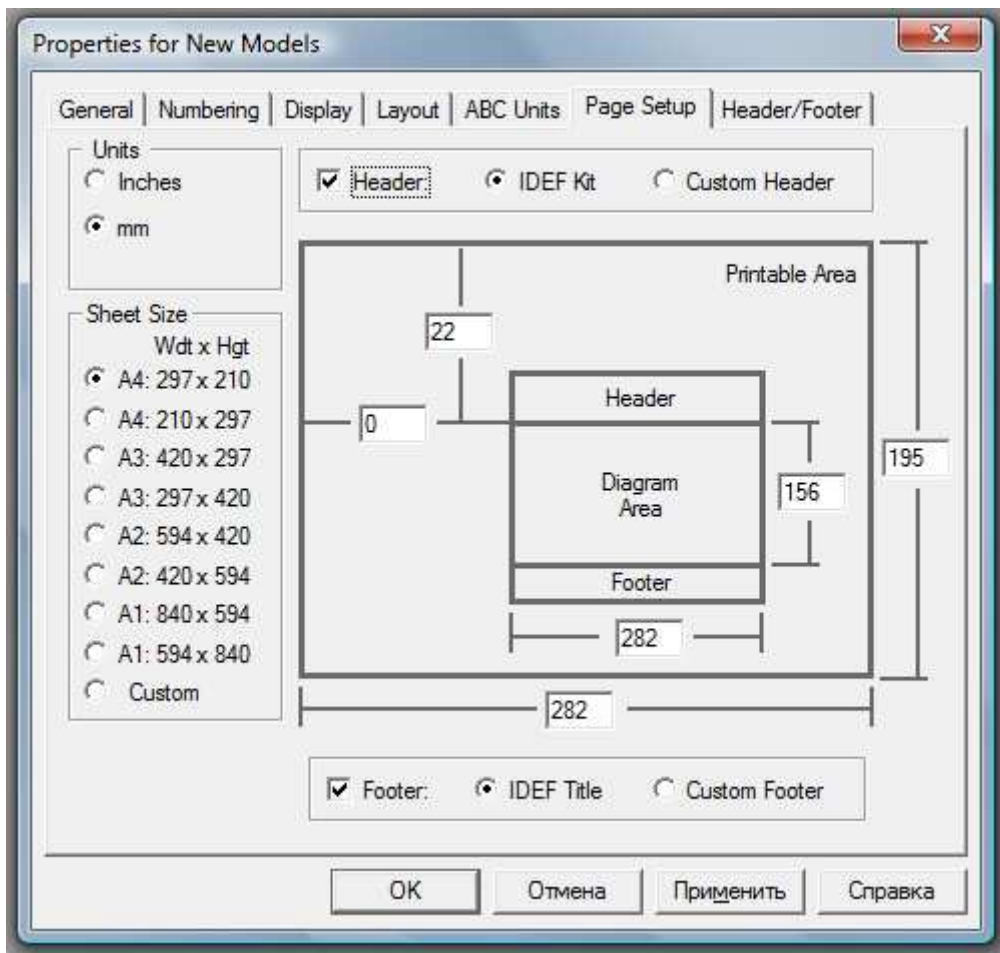 Properties for New Models
General Numbering Display Layout ABC Units Page Setup Header/Footer
Units
Inches
mm
Header: IDEF Kit Custom Header
Sheet Size
Wdt x Hgt
A4: 297 x 210
A4: 210 x 297
A3: 420 x 297
A3: 297 x 420
A2: 594 x 420
A2: 420 x 594
A1: 840 x 594
A1: 594 x 840
Custom
Printable Area
22
Header
0
195
Diagram
Area
156
Footer
282
282
Footer: IDEF Title Custom Footer
OK Отмена Применить Справка